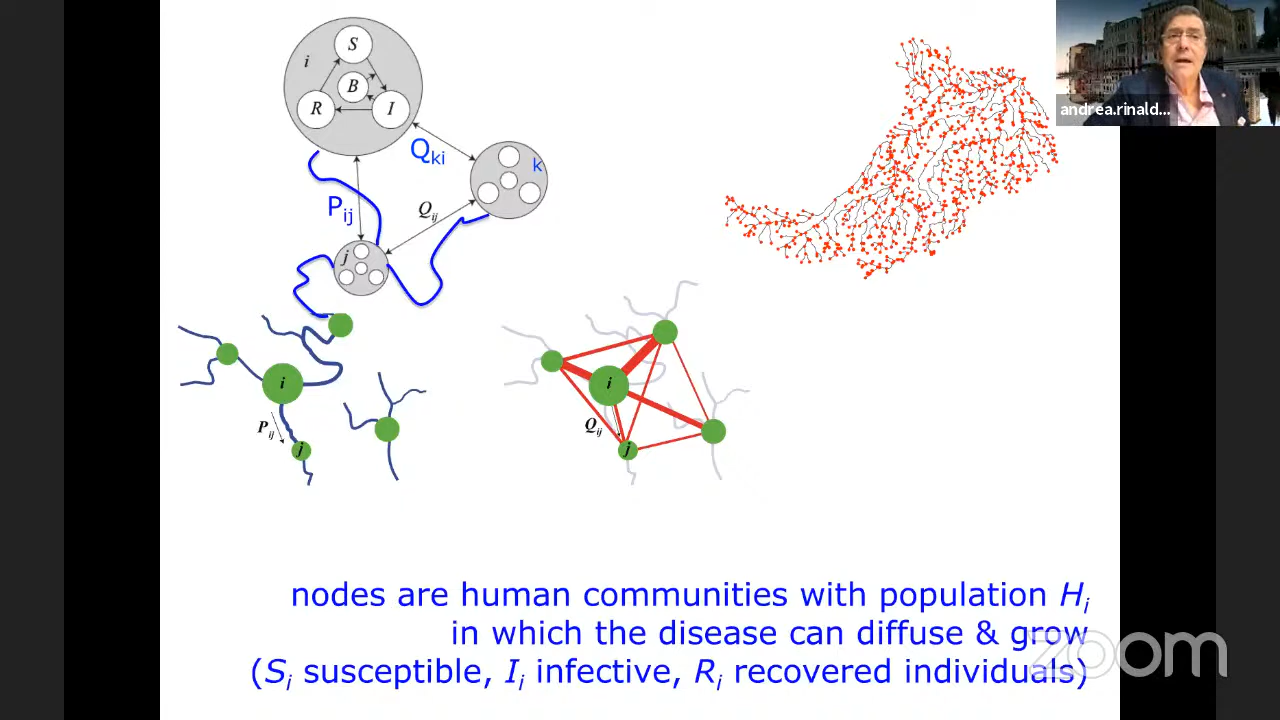 S
i
B
R
I
andrea.rinald...
Q_ki
k
P_ij
Q_ij
j
i
P_ij
j
i
Q_ij
j
nodes are human communities with population H_i
in which the disease can diffuse & grow
(S_i susceptible, I_i infective, R_i recovered individuals)
zoom